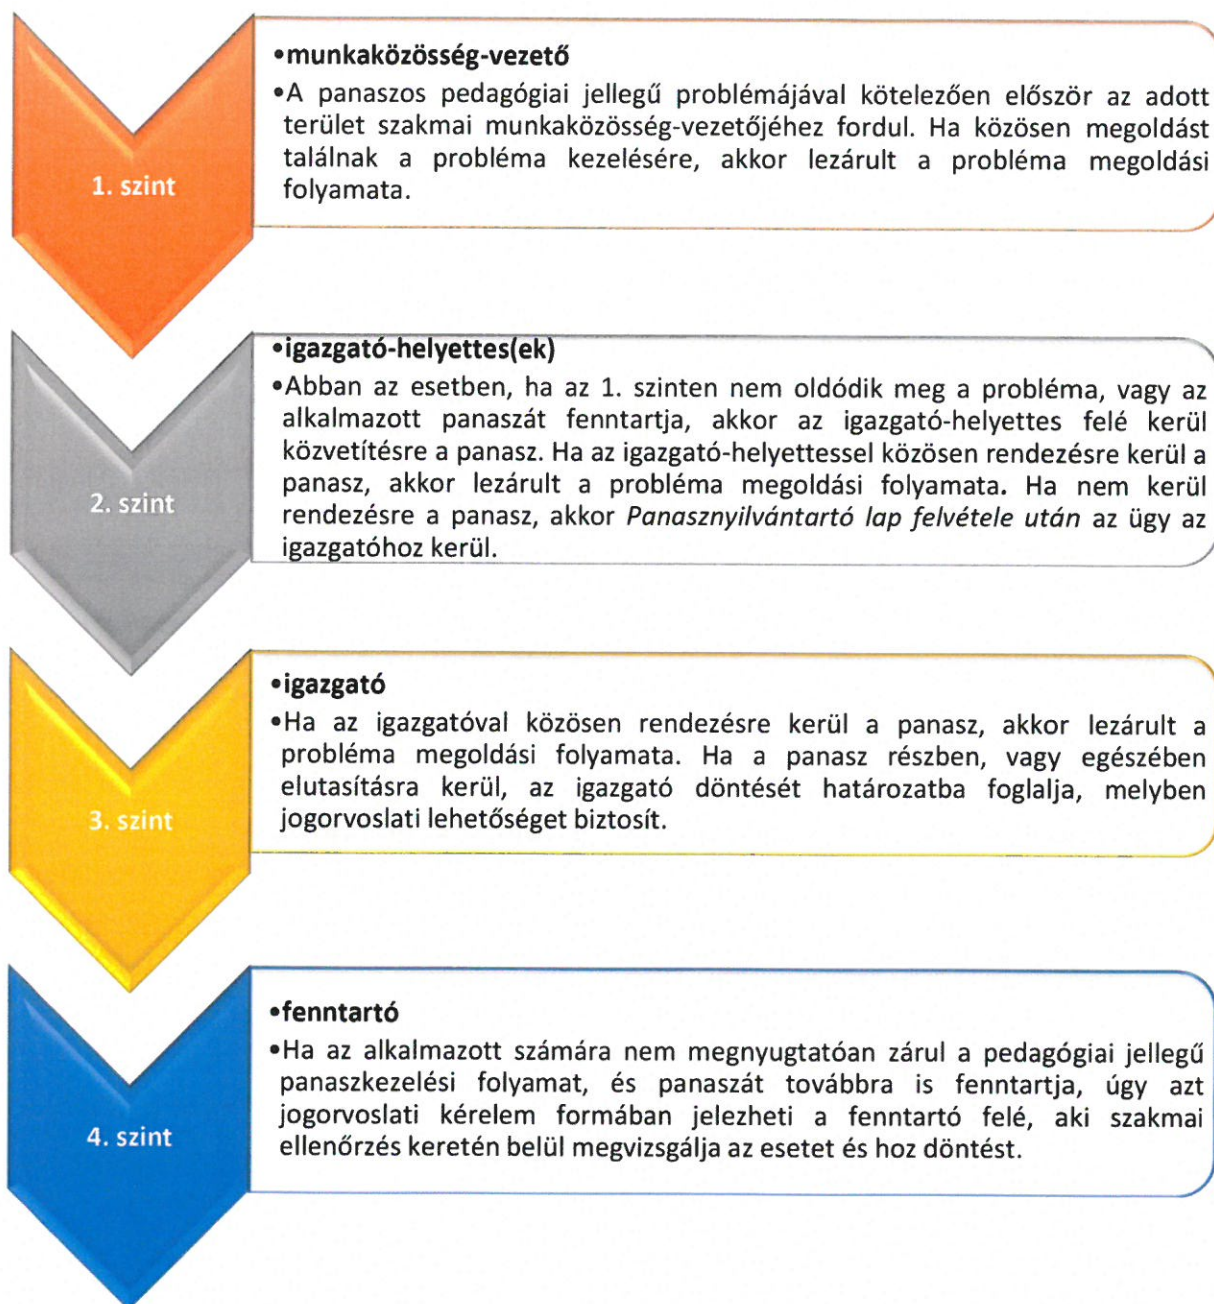 1. szint
•munkaközösség-vezető
•A panaszos pedagógiai jellegű problémájával kötelezően először az adott
terület szakmai munkaközösség-vezetőjéhez fordul. Ha közösen megoldást
találnak a probléma kezelésére, akkor lezárult a probléma megoldási
folyamata.
2. szint
•igazgató-helyettes(ek)
•Abban az esetben, ha az 1. szinten nem oldódik meg a probléma, vagy az
alkalmazott panaszát fenntartja, akkor az igazgató-helyettes felé kerül
közvetítésre a panasz. Ha az igazgató-helyettessel közösen rendezésre kerül a
panasz, akkor lezárult a probléma megoldási folyamata. Ha nem kerül
rendezésre a panasz, akkor Panasznyilvántartó lap felvétele után az ügy az
igazgatóhoz kerül.
3. szint
•igazgató
•Ha az igazgatóval közösen rendezésre kerül a panasz, akkor lezárult a
probléma megoldási folyamata. Ha a panasz részben, vagy egészében
elutasításra kerül, az igazgató döntését határozatba foglalja, melyben
jogorvoslati lehetőséget biztosít.
4. szint
•fenntartó
•Ha az alkalmazott számára nem megnyugtatóan zárul a pedagógiai jellegű
panaszkezelési folyamat, és panaszát továbbra is fenntartja, úgy azt
jogorvoslati kérelem formában jelezheti a fenntartó felé, aki szakmai
ellenőrzés keretén belül megvizsgálja az esetet és hoz döntést.